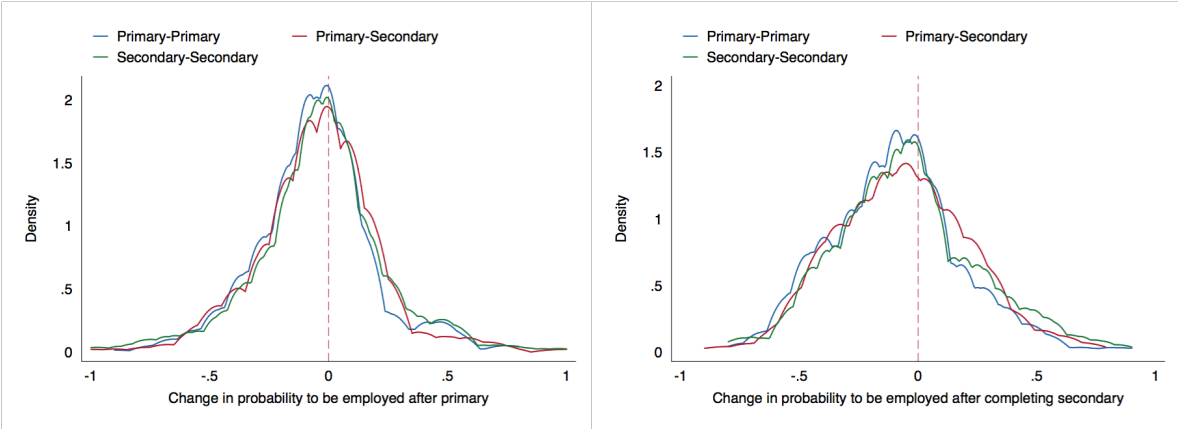 Primary-Primary
Primary-Secondary
Secondary-Secondary
2
1.5
1
.5
0
Density
-1
-.5
0
.5
1
Change in probability to be employed after primary
Primary-Primary
Primary-Secondary
Secondary-Secondary
2
1.5
1
.5
0
Density
-1
-.5
0
.5
1
Change in probability to be employed after completing secondary